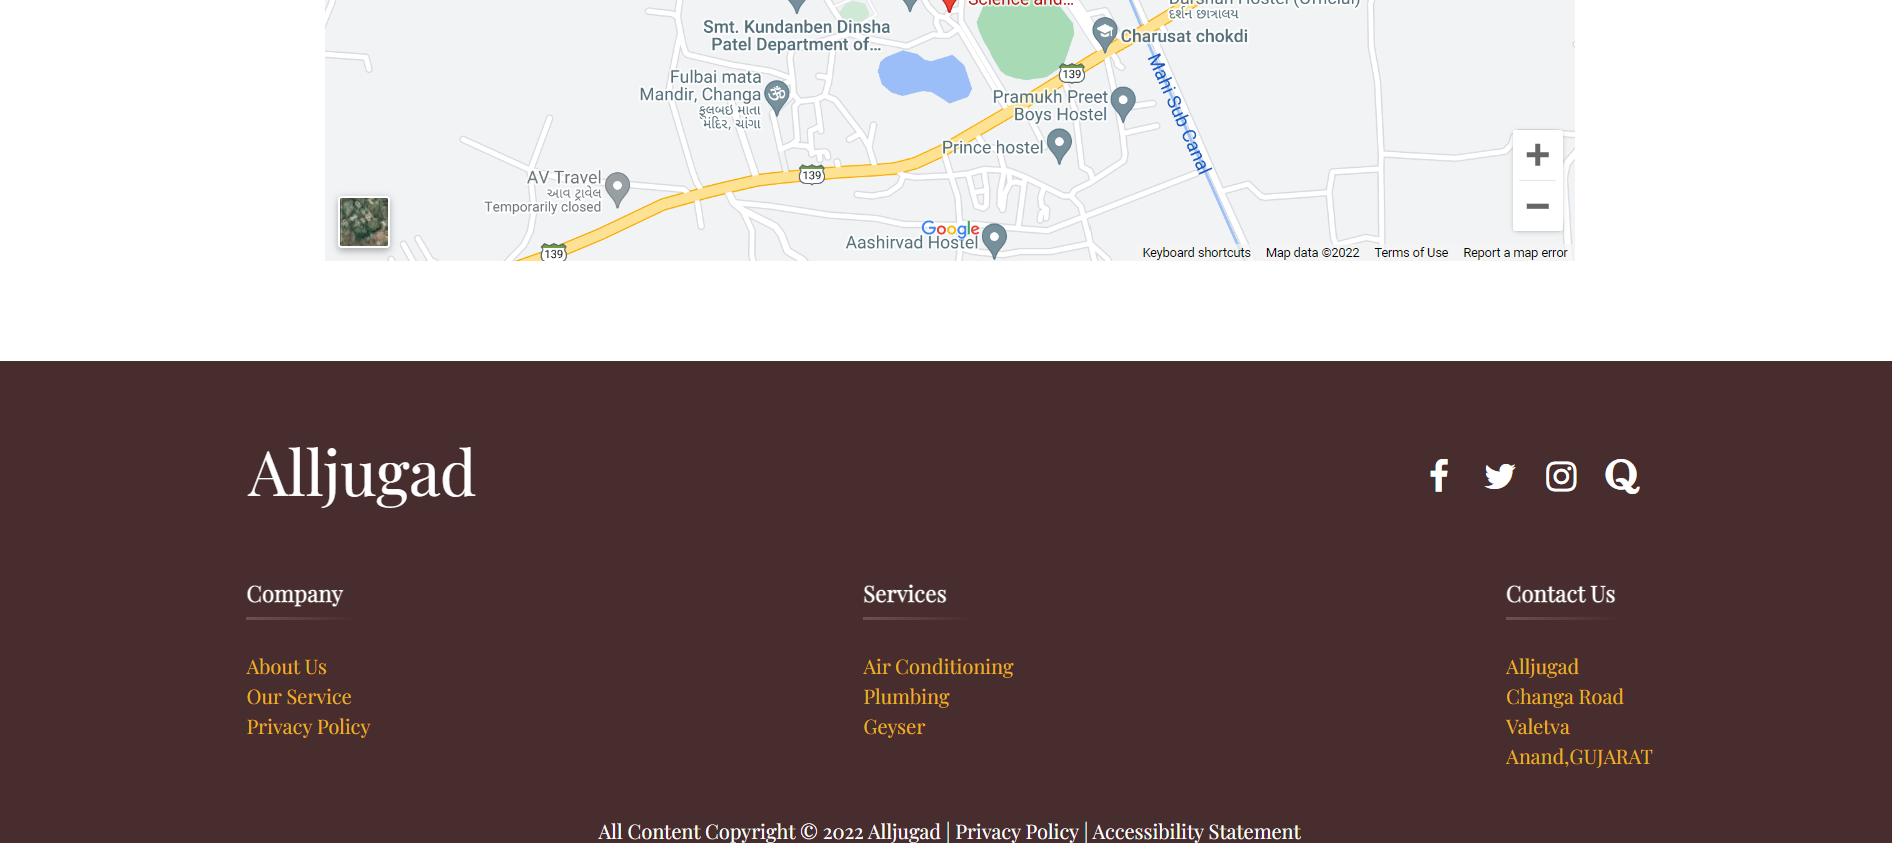 Science and...
Darshan Hostel (Official)
દર્શન છાત્રાલય
Smt. Kundanben Dinsha
Patel Department of...
Charusat chokdi
139
Mahi Sub Canal
Fulbai mata
Mandir, Changa
ફુલબઇ માતા
મંદિર, ચાંગા
Pramukh Preet
Boys Hostel
Prince hostel
139
AV Travel
આવ ટ્રાવેલ
Temporarily closed
Google
Aashirvad Hostel
139
Keyboard shortcuts
Map data ©2022
Terms of Use
Report a map error
Alljugad
Company
About Us
Our Service
Privacy Policy
Services
Air Conditioning
Plumbing
Geyser
Contact Us
Alljugad
Changa Road
Valetva
Anand,GUJARAT
All Content Copyright © 2022 Alljugad | Privacy Policy | Accessibility Statement